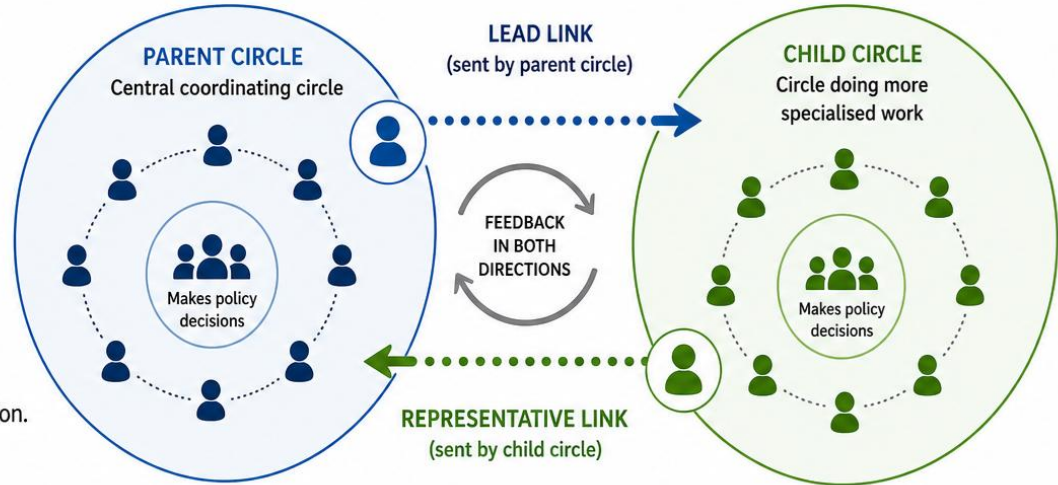 PARENT CIRCLE
Central coordinating circle
Makes policy
decisions
on.
LEAD LINK
(sent by parent circle)
FEEDBACK
IN BOTH
DIRECTIONS
REPRESENTATIVE LINK
(sent by child circle)
CHILD CIRCLE
Circle doing more
specialised work
Makes policy
decisions